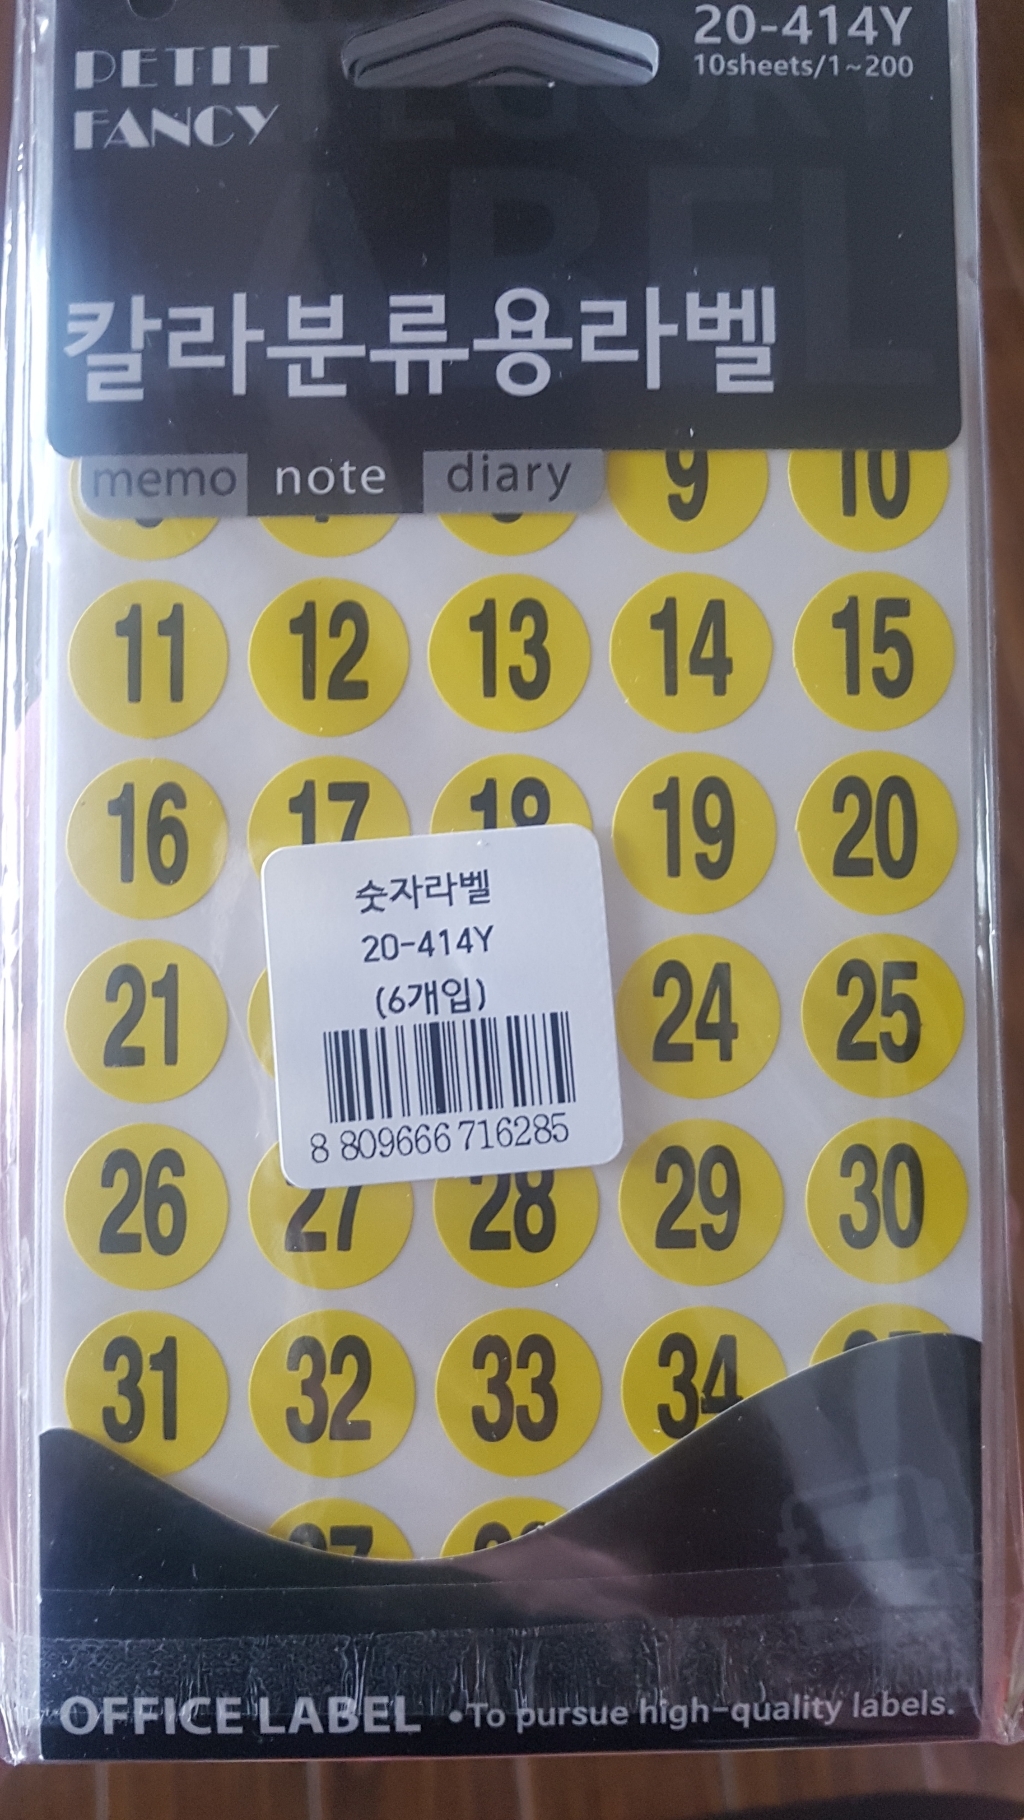 PETIT
FANCY
20-414Y
10sheets/1~200
CATEGORY
LABEL
칼라분류용라벨
memo note diary
9 10
11 12 13 14 15
16 17 18 19 20
숫자라벨
20-414Y
(6개입)
8 809666 716285
21 24 25
26 27 28 29 30
31 32 33 34
37
OFFICE LABEL •To pursue high-quality labels.